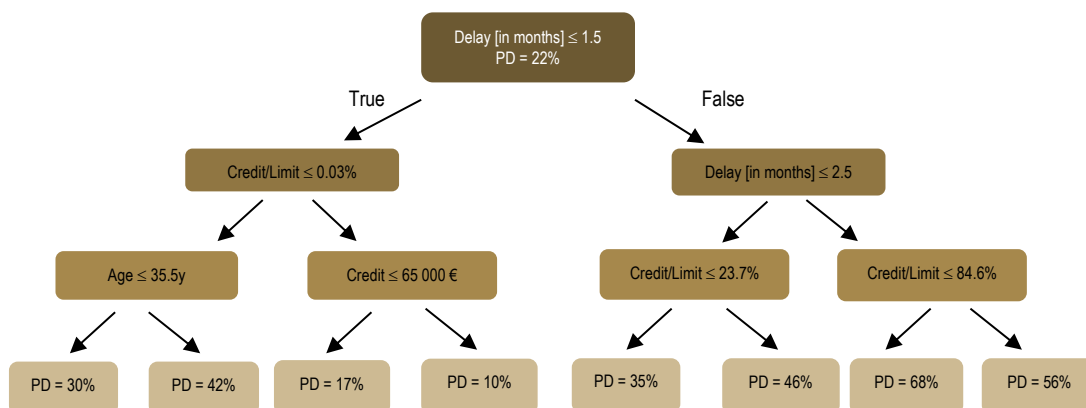 Delay [in months] ≤ 1.5
PD = 22%
True
False
Credit/Limit ≤ 0.03%
Delay [in months] ≤ 2.5
Age ≤ 35.5y
Credit ≤ 65 000 €
Credit/Limit ≤ 23.7%
Credit/Limit ≤ 84.6%
PD = 30%
PD = 42%
PD = 17%
PD = 10%
PD = 35%
PD = 46%
PD = 68%
PD = 56%